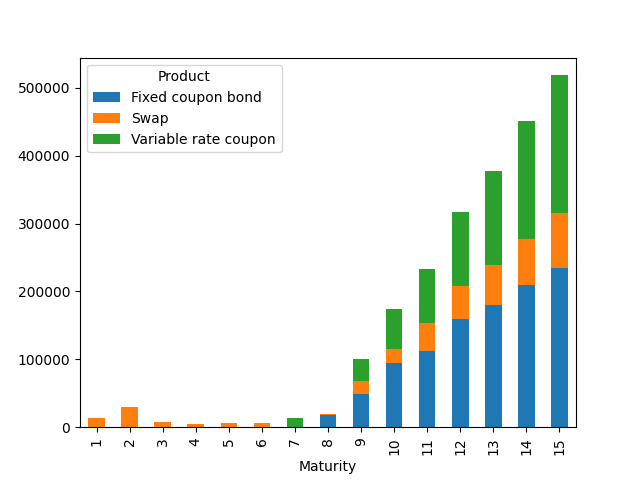 Product
Fixed coupon bond
Swap
Variable rate coupon
500000
400000
300000
200000
100000
0
1 2 3 4 5 6 7 8 9 10 11 12 13 14 15
Maturity